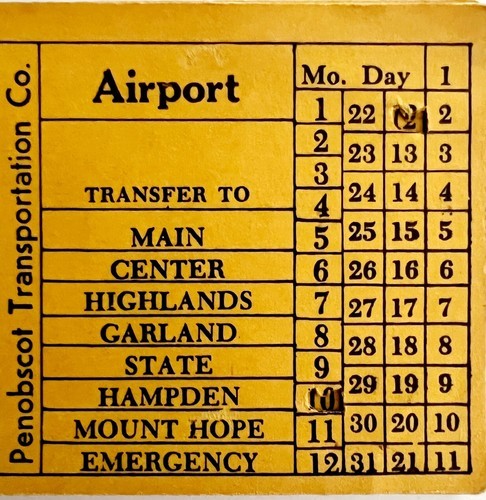 Penobscot Transportation Co.
Airport
TRANSFER TO
MAIN
CENTER
HIGHLANDS
GARLAND
STATE
HAMPDEN
MOUNT HOPE
EMERGENCY
Mo. Day 1
1 22 12 2
2 23 13 3
3 24 14 4
4 25 15 5
5 26 16 6
6 27 17 7
7 28 18 8
8 29 19 9
9 30 20 10
10 31 21 11
11
12